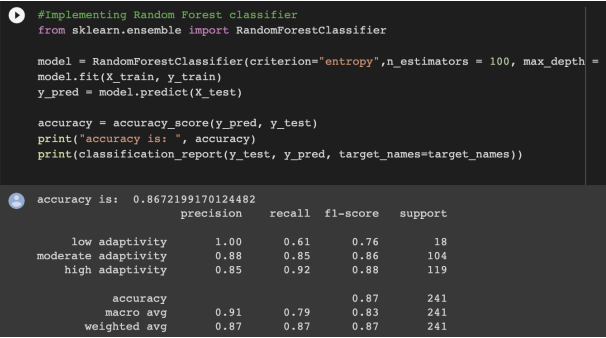 #Implementing Random Forest classifier
from sklearn.ensemble import RandomForestClassifier
model = RandomForestClassifier(criterion="entropy",n_estimators = 100, max_depth =
model.fit(X_train, y_train)
y_pred = model.predict(X_test)
accuracy = accuracy_score(y_pred, y_test)
print("accuracy is: ", accuracy)
print(classification_report(y_test, y_pred, target_names=target_names))
accuracy is:  0.8672199170124482
precision recall f1-score support
low adaptivity 1.00 0.61 0.76 18
moderate adaptivity 0.88 0.85 0.86 104
high adaptivity 0.85 0.92 0.88 119
accuracy 0.87 241
macro avg 0.91 0.79 0.83 241
weighted avg 0.87 0.87 0.87 241